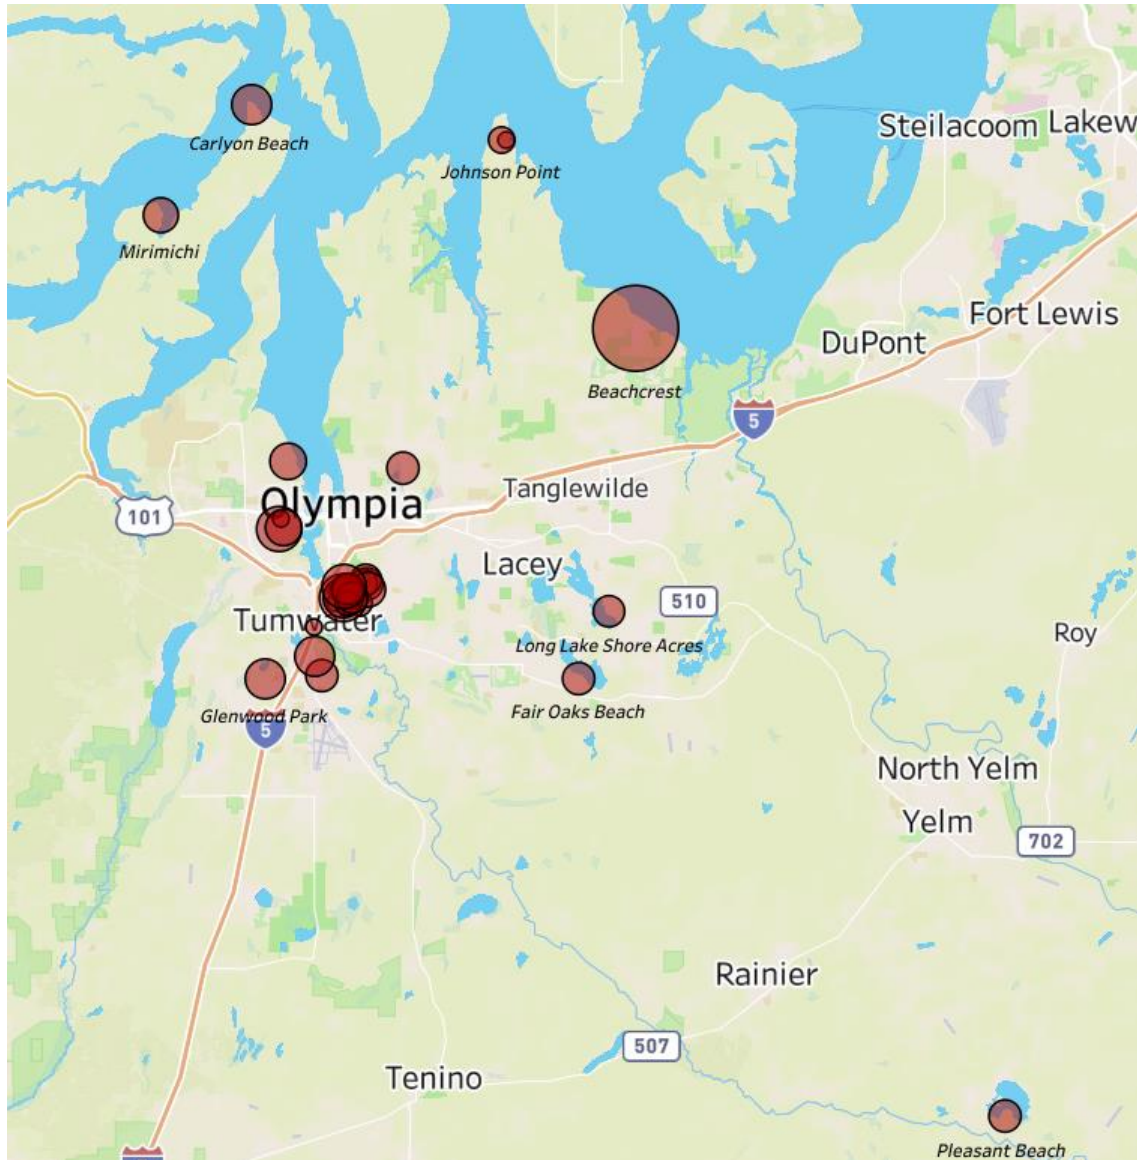 Steilacoom
Lakew
Carlyon Beach
Johnson Point
Mirimichi
Fort Lewis
DuPont
Beachcrest
5
Tanglewilde
Olympia
101
Lacey
510
Tumwater
Roy
Long Lake Shore Acres
Fair Oaks Beach
Glenwood Park
5
North Yelm
Yelm
702
Rainier
507
Tenino
Pleasant Beach